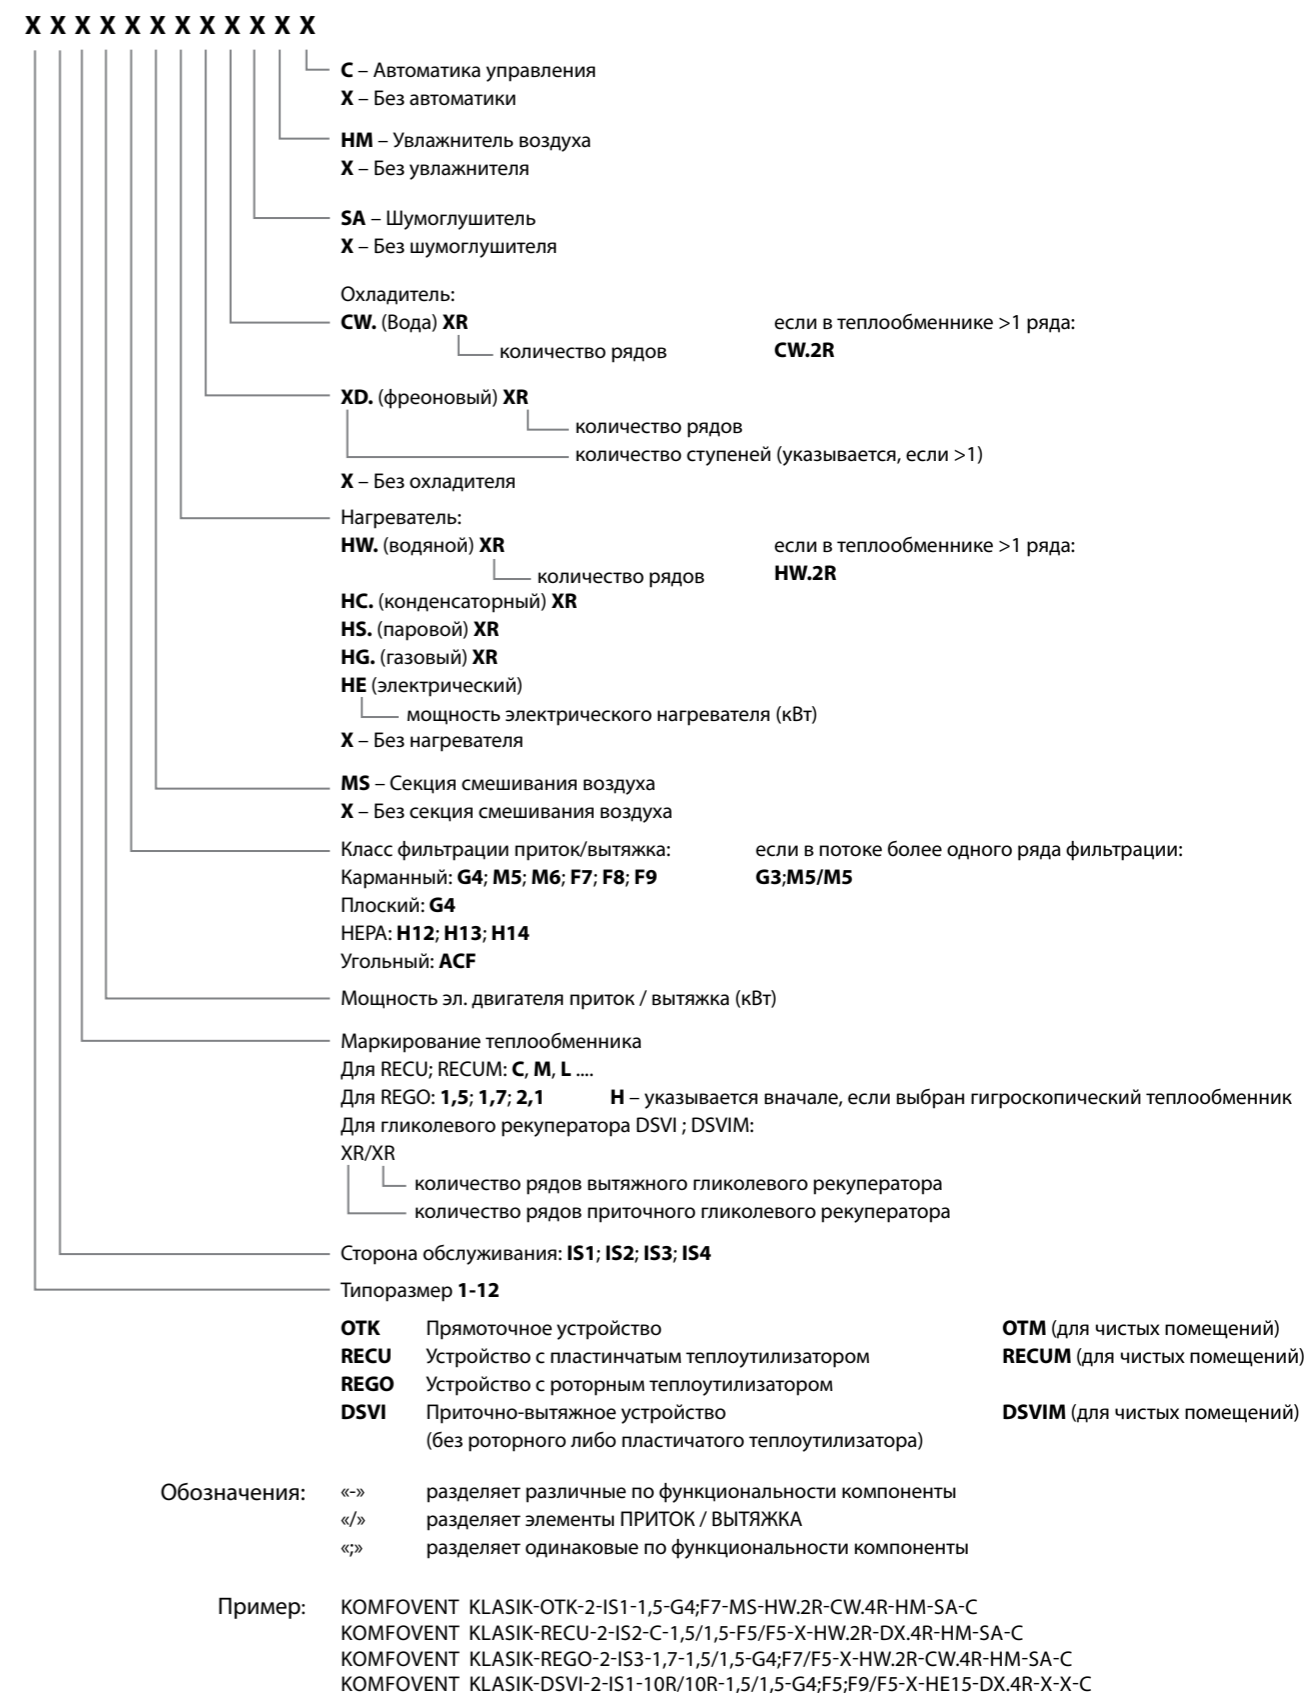 X X X X X X X X X X X X
C – Автоматика управления
X – Без автоматики
HM – Увлажнитель воздуха
X – Без увлажнителя
SA – Шумоглушитель
X – Без шумоглушителя
Охладитель:
CW. (Вода) XR если в теплообменнике >1 ряда:
количество рядов CW.2R
XD. (фреоновый) XR
количество рядов
количество ступеней (указывается, если >1)
X – Без охладителя
Нагреватель:
HW. (водяной) XR если в теплообменнике >1 ряда:
количество рядов HW.2R
HC. (конденсаторный) XR
HS. (паровой) XR
HG. (газовый) XR
HE (электрический)
мощность электрического нагревателя (кВт)
X – Без нагревателя
MS – Секция смешивания воздуха
X – Без секция смешивания воздуха
Класс фильтрации приток/вытяжка: если в потоке более одного ряда фильтрации:
Карманный: G4; M5; M6; F7; F8; F9 G3;M5/M5
Плоский: G4
HEPA: H12; H13; H14
Угольный: ACF
Мощность эл. двигателя приток / вытяжка (кВт)
Маркирование теплообменника
Для RECU; RECUM: C, M, L ....
Для REGO: 1,5; 1,7; 2,1 H – указывается вначале, если выбран гигроскопический теплообменник
Для гликолевого рекуператора DSVI ; DSVIM:
XR/XR
количество рядов вытяжного гликолевого рекуператора
количество рядов приточного гликолевого рекуператора
Сторона обслуживания: IS1; IS2; IS3; IS4
Типоразмер 1-12
OTK Прямоточное устройство OTM (для чистых помещений)
RECU Устройство с пластинчатым теплоутилизатором RECUM (для чистых помещений)
REGO Устройство с роторным теплоутилизатором
DSVI Приточно-вытяжное устройство DSVIM (для чистых помещений)
(без роторного либо пластичатого теплоутилизатора)
Обозначения: «-» разделяет различные по функциональности компоненты
«/» разделяет элементы ПРИТОК / ВЫТЯЖКА
«;» разделяет одинаковые по функциональности компоненты
Пример: KOMFOVENT KLASIK-OTK-2-IS1-1,5-G4;F7-MS-HW.2R-CW.4R-HM-SA-C
KOMFOVENT KLASIK-RECU-2-IS2-C-1,5/1,5-F5/F5-X-HW.2R-DX.4R-HM-SA-C
KOMFOVENT KLASIK-REGO-2-IS3-1,7-1,5/1,5-G4;F7/F5-X-HW.2R-CW.4R-HM-SA-C
KOMFOVENT KLASIK-DSVI-2-IS1-10R/10R-1,5/1,5-G4;F5;F9/F5-X-HE15-DX.4R-X-X-C